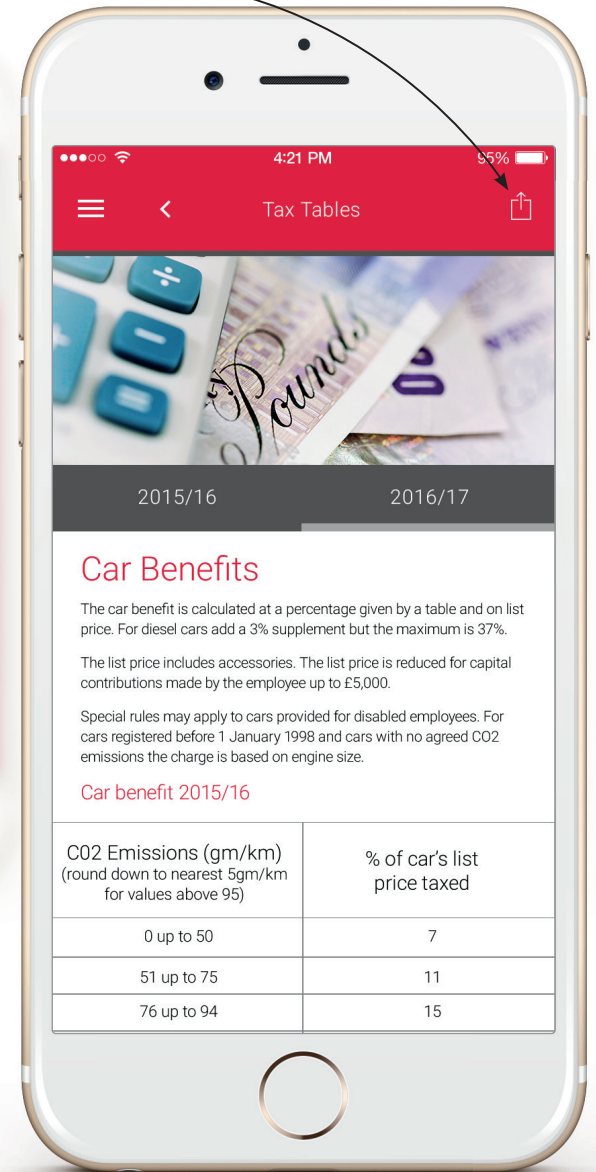 4:21 PM
95%
Tax Tables
Pounds
2015/16
2016/17
Car Benefits
The car benefit is calculated at a percentage given by a table and on list
price. For diesel cars add a 3% supplement but the maximum is 37%.
The list price includes accessories. The list price is reduced for capital
contributions made by the employee up to £5,000.
Special rules may apply to cars provided for disabled employees. For
cars registered before 1 January 1998 and cars with no agreed CO2
emissions the charge is based on engine size.
Car benefit 2015/16
C02 Emissions (gm/km)
(round down to nearest 5gm/km
for values above 95)
% of car’s list
price taxed
0 up to 50
7
51 up to 75
11
76 up to 94
15